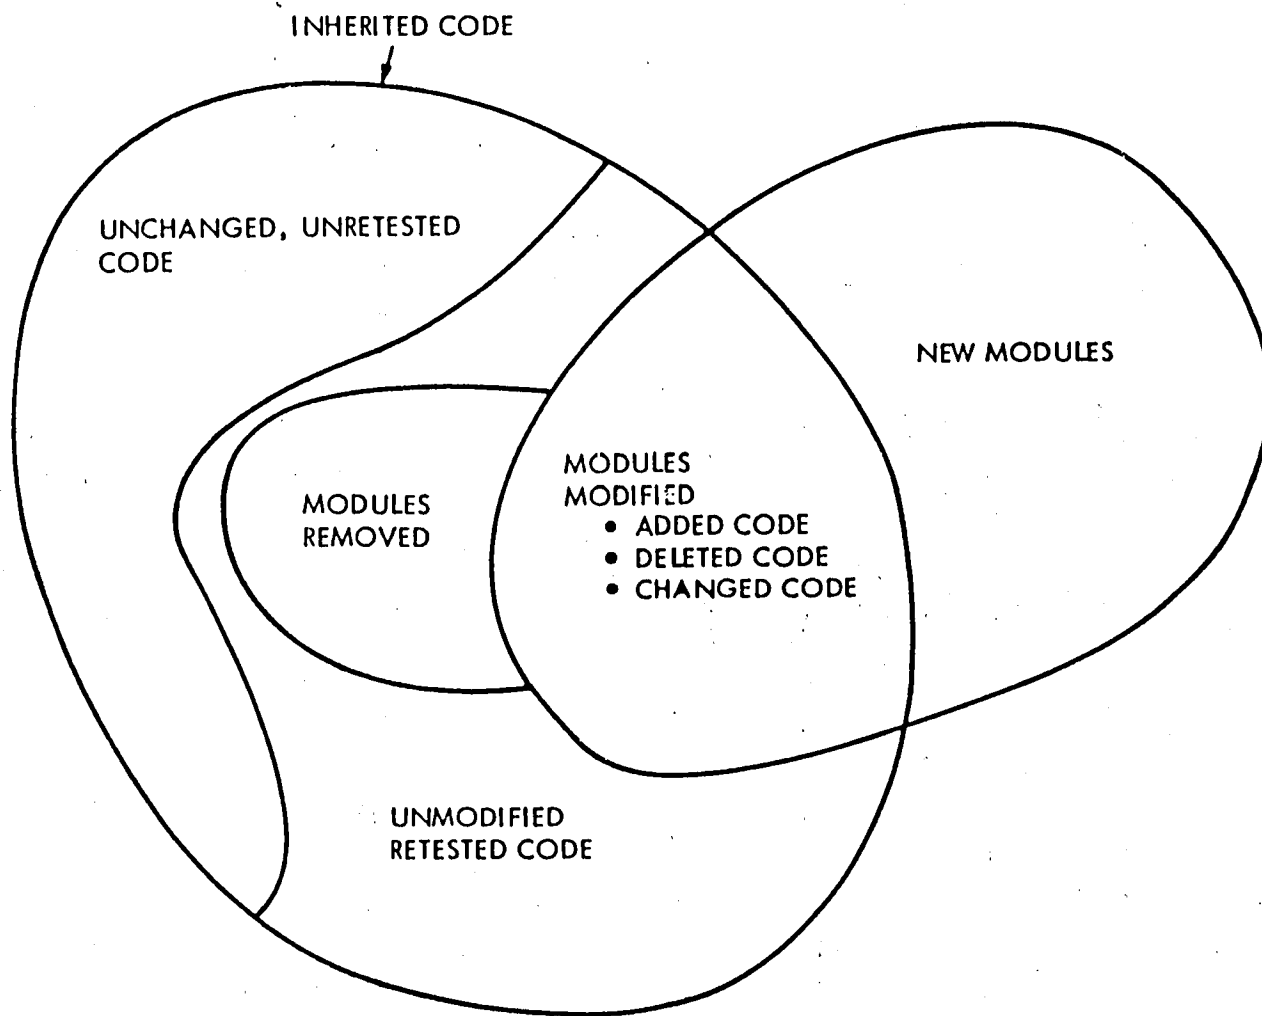 INHERITED CODE
UNCHANGED, UNRETESTED
CODE
NEW MODULES
MODULES
MODIFIED
• ADDED CODE
• DELETED CODE
• CHANGED CODE
MODULES
REMOVED
UNMODIFIED
RETESTED CODE